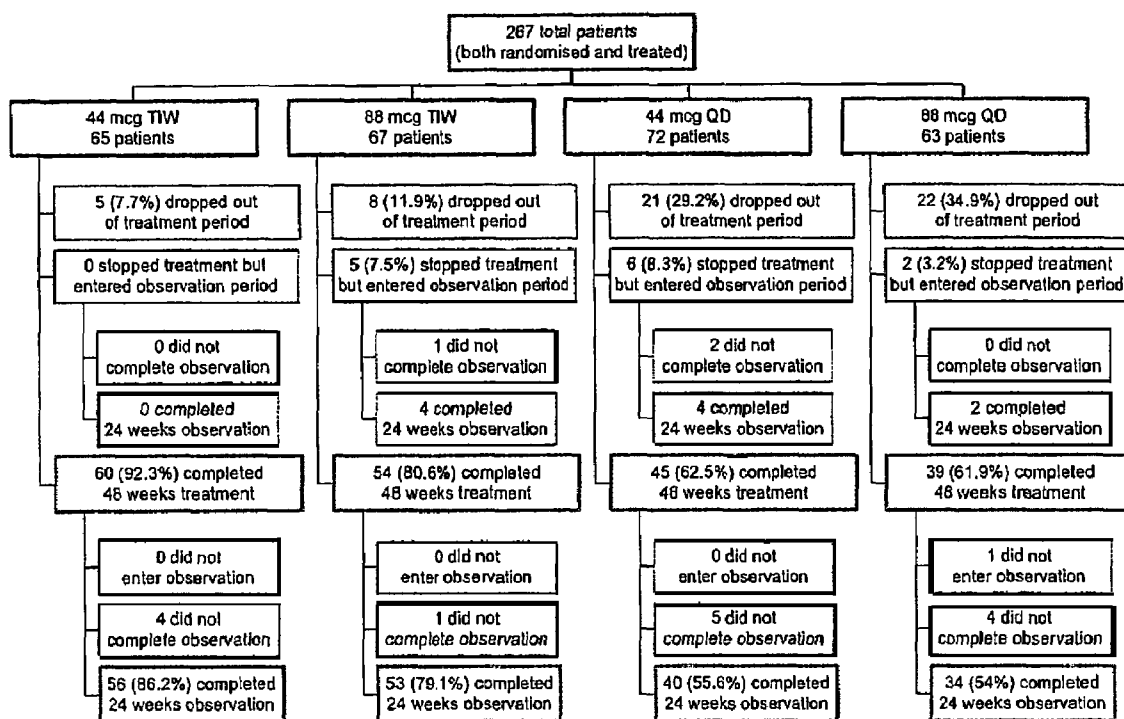 267 total patients
(both randomised and treated)
44 mcg TIW
65 patients
88 mcg TIW
67 patients
44 mcg QD
72 patients
88 mcg QD
63 patients
5 (7.7%) dropped out
of treatment period
8 (11.9%) dropped out
of treatment period
21 (29.2%) dropped out
of treatment period
22 (34.9%) dropped out
of treatment period
0 stopped treatment but
entered observation period
5 (7.5%) stopped treatment
but entered observation period
6 (8.3%) stopped treatment
but entered observation period
2 (3.2%) stopped treatment
but entered observation period
0 did not
complete observation
1 did not
complete observation
2 did not
complete observation
0 did not
complete observation
0 completed
24 weeks observation
4 completed
24 weeks observation
4 completed
24 weeks observation
2 completed
24 weeks observation
60 (92.3%) completed
48 weeks treatment
54 (80.6%) completed
48 weeks treatment
45 (62.5%) completed
48 weeks treatment
39 (61.9%) completed
48 weeks treatment
0 did not
enter observation
0 did not
enter observation
0 did not
enter observation
1 did not
enter observation
4 did not
complete observation
1 did not
complete observation
5 did not
complete observation
4 did not
complete observation
56 (86.2%) completed
24 weeks observation
53 (79.1%) completed
24 weeks observation
40 (55.6%) completed
24 weeks observation
34 (54%) completed
24 weeks observation